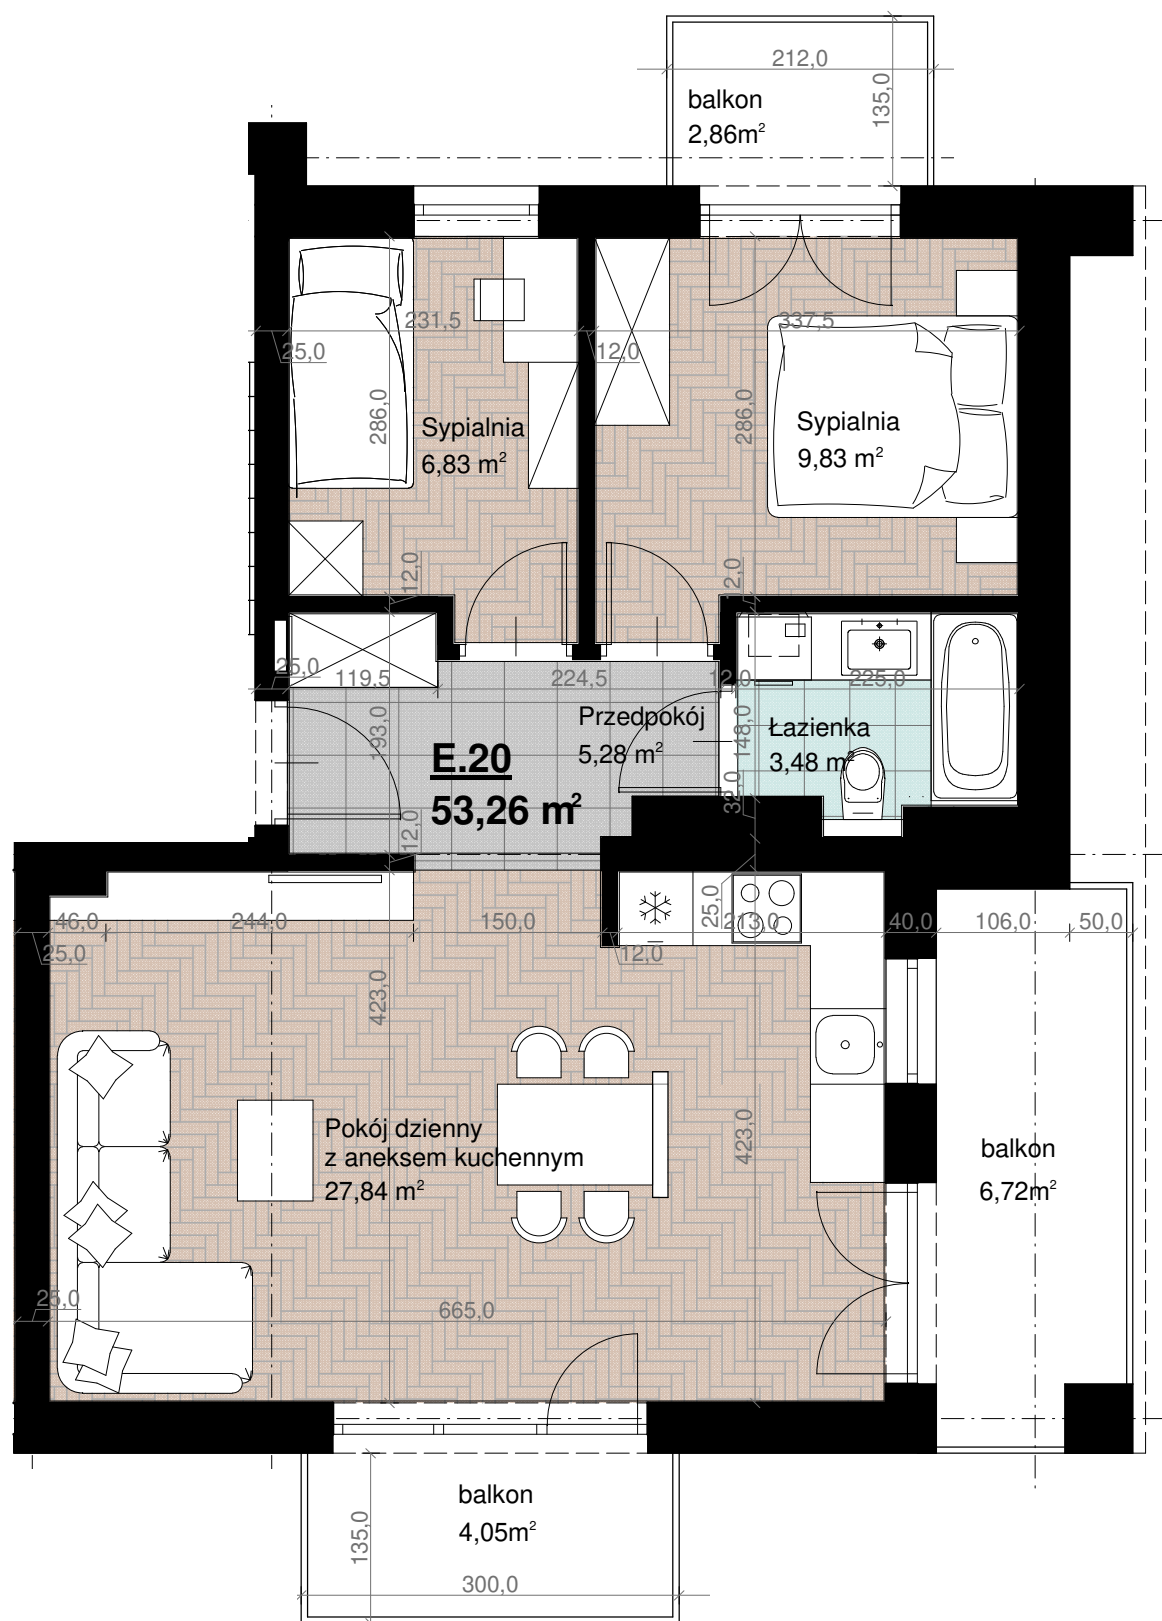 212,0
135,0
balkon
2,86m²
231,5
337,5
25,0
12,0
286,0
286,0
Sypialnia
6,83 m²
Sypialnia
9,83 m²
12,0
12,0
25,0
119,5
224,5
12,0
225,0
193,0
148,0
Przedpokój
5,28 m²
Łazienka
3,48 m²
E.20
53,26 m²
32,0
12,0
46,0
244,0
150,0
25,0
213,0
40,0
106,0
50,0
25,0
12,0
423,0
423,0
Pokój dzienny
z aneksem kuchennym
27,84 m²
balkon
6,72m²
25,0
665,0
balkon
4,05m²
135,0
300,0